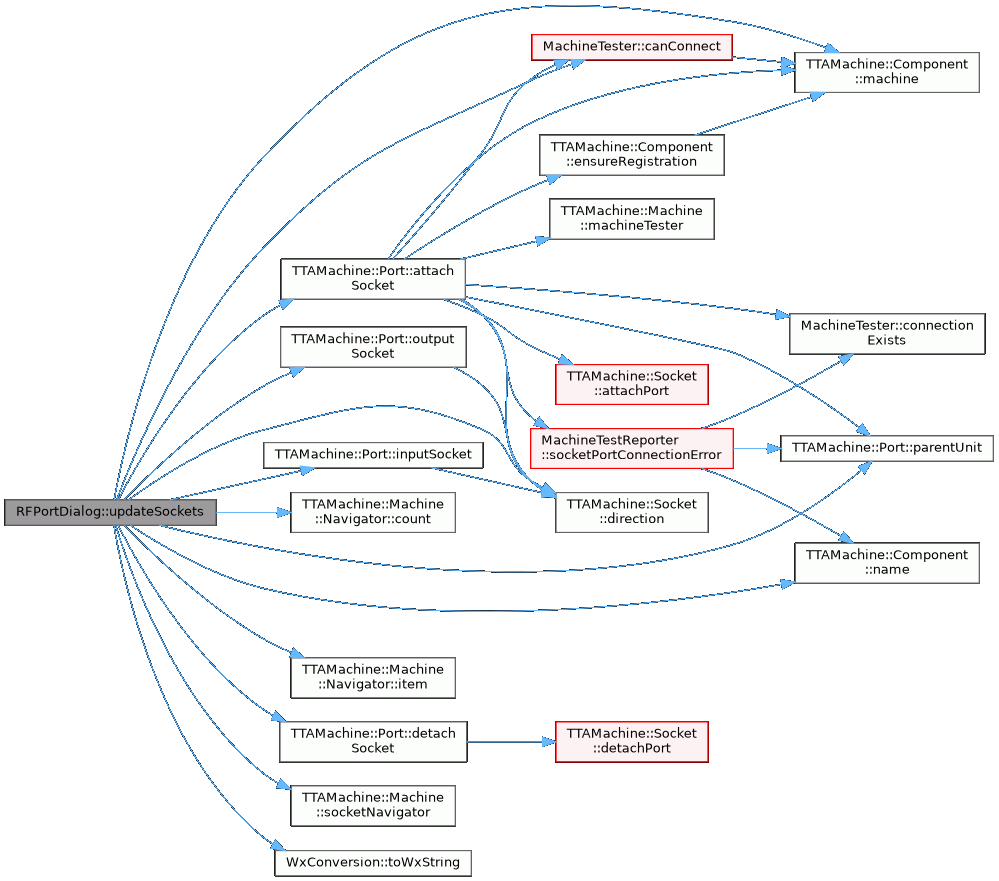 MachineTester::canConnect
TTAMachine::Component
::machine
TTAMachine::Component
::ensureRegistration
TTAMachine::Machine
::machineTester
TTAMachine::Port::attach
Socket
MachineTester::connection
Exists
TTAMachine::Port::output
Socket
TTAMachine::Socket
::attachPort
MachineTestReporter
::socketPortConnectionError
TTAMachine::Port::parentUnit
TTAMachine::Port::inputSocket
RFPortDialog::updateSockets
TTAMachine::Machine
::Navigator::count
TTAMachine::Socket
::direction
TTAMachine::Component
::name
TTAMachine::Machine
::Navigator::item
TTAMachine::Port::detach
Socket
TTAMachine::Socket
::detachPort
TTAMachine::Machine
::socketNavigator
WxConversion::toWxString